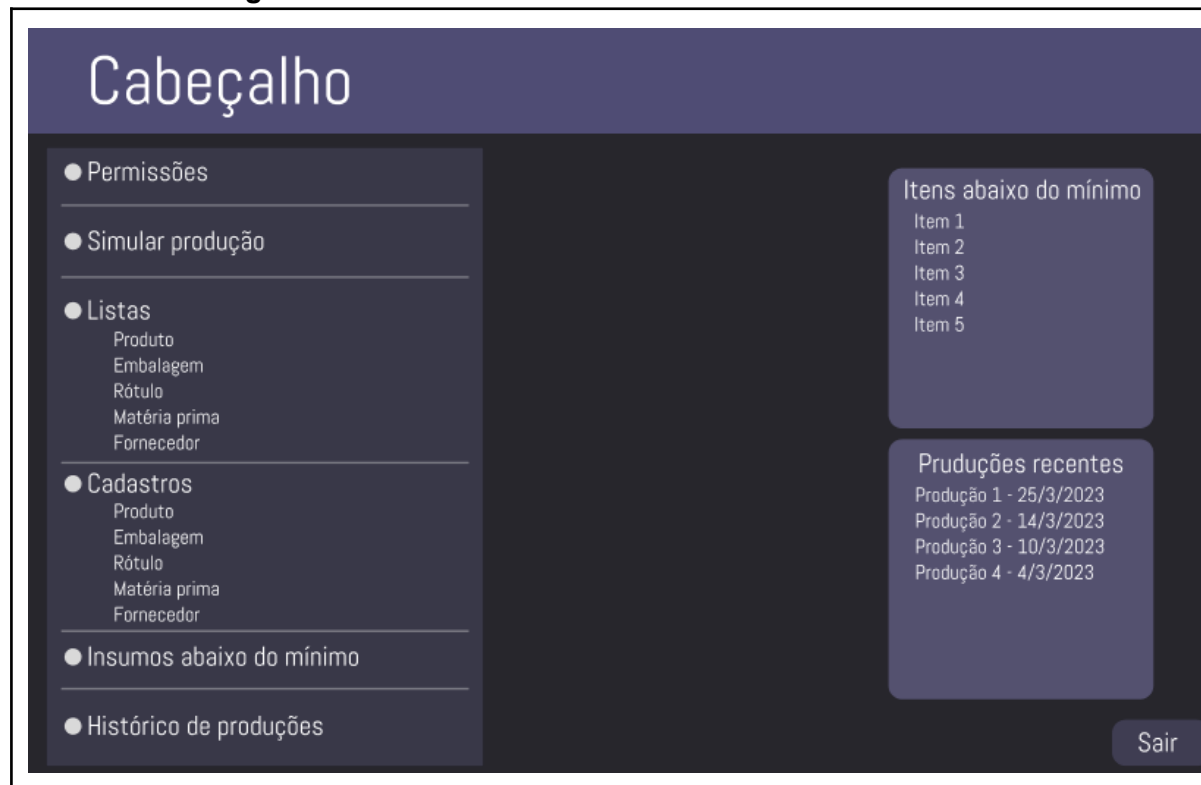 Cabeçalho
Permissões
Simular produção
Listas
Produto
Embalagem
Rótulo
Matéria prima
Fornecedor
Cadastros
Produto
Embalagem
Rótulo
Matéria prima
Fornecedor
Insumos abaixo do mínimo
Histórico de produções
Itens abaixo do mínimo
Item 1
Item 2
Item 3
Item 4
Item 5
Pruduções recentes
Produção 1 - 25/3/2023
Produção 2 - 14/3/2023
Produção 3 - 10/3/2023
Produção 4 - 4/3/2023
Sair